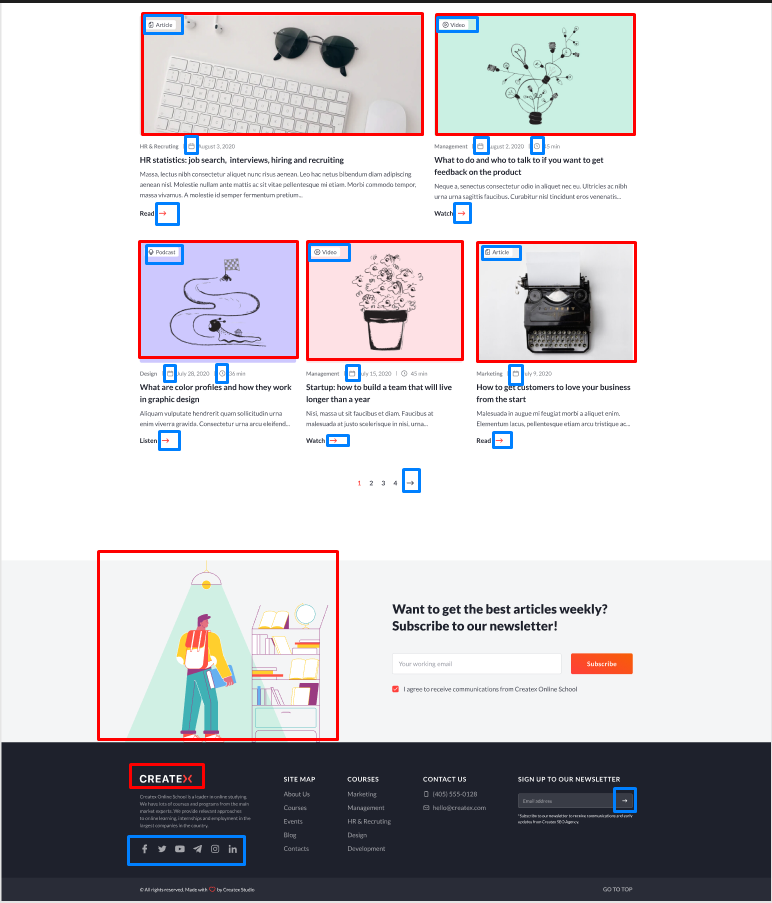 Article
Video
HR & Recruting | August 3, 2020
HR statistics: job search, interviews, hiring and recruiting
Massa, lectus nibh consectetur aliquet nunc risus aenean. Leo hac netus bibendum diam adipiscing
aenean nisl. Molestie nullam ante mattis ac sit vitae pellentesque mi etiam. Morbi commodo tempor,
massa vivamus. A molestie id semper fermentum pretium...
Read →
Management | August 2, 2020 | 45 min
What to do and who to talk to if you want to get
feedback on the product
Neque a, senectus consectetur odio in aliquet nec eu. Ultricies ac nibh
urna urna sagittis faucibus. Curabitur nisl tincidunt eros venenatis...
Watch →
Podcast
Video
Article
Design | July 28, 2020 | 36 min
What are color profiles and how they work
in graphic design
Aliquam vulputate hendrerit quam sollicitudin urna
enim viverra gravida. Consectetur urna arcu eleifend...
Listen →
Management | July 15, 2020 | 45 min
Startup: how to build a team that will live
longer than a year
Nisi, massa ut sit faucibus et diam. Faucibus at
malesuada at justo scelerisque in nisi, urna...
Watch →
Marketing | July 9, 2020
How to get customers to love your business
from the start
Malesuada in augue mi feugiat morbi a aliquet enim.
Elementum lacus, pellentesque etiam arcu tristique ac...
Read →
1 2 3 4 →
Want to get the best articles weekly?
Subscribe to our newsletter!
Your working email
Subscribe
I agree to receive communications from Createx Online School
CREATEX
Createx Online School is a leader in online studying.
We have lots of courses and programs from the main
market experts. We provide relevant approaches
to online learning, internships and employment in the
largest companies in the country.
SITE MAP
About Us
Courses
Events
Blog
Contacts
COURSES
Marketing
Management
HR & Recruting
Design
Development
CONTACT US
(405) 555-0128
hello@createx.com
SIGN UP TO OUR NEWSLETTER
Email address →
*Subscribe to our newsletter to receive communications and early
updates from Createx SEO Agency.
© All rights reserved. Made with ♡ by Createx Studio
GO TO TOP